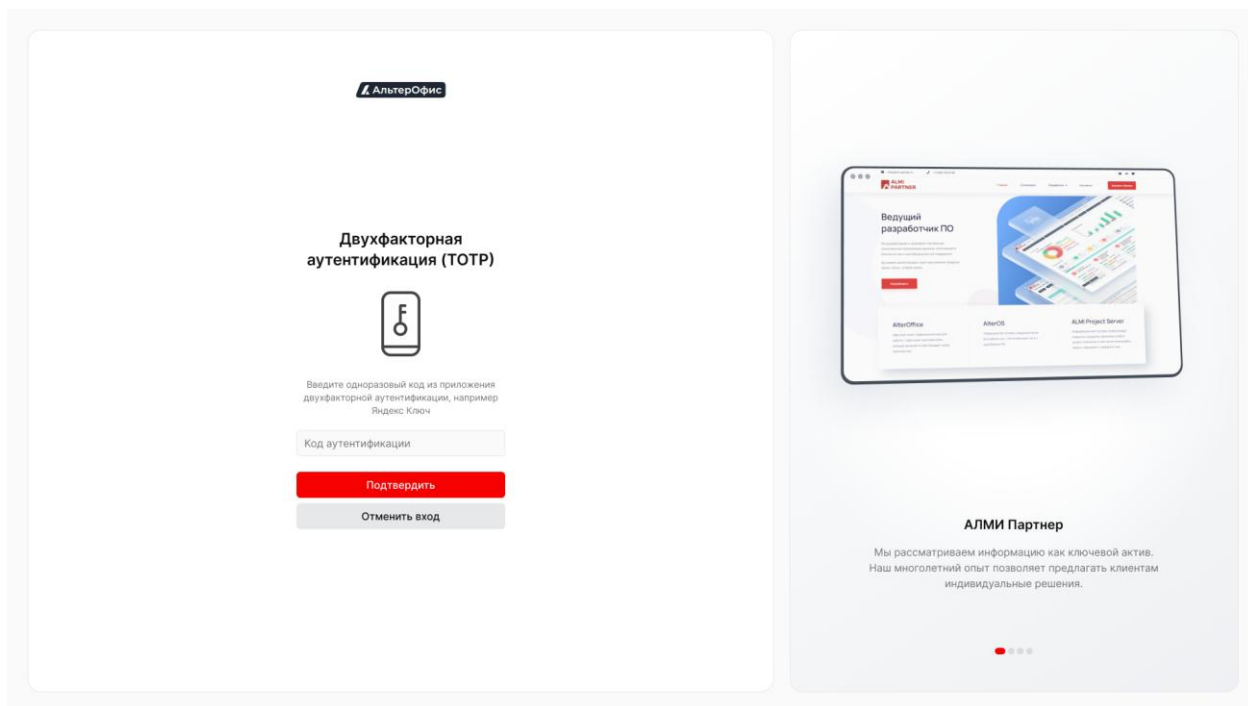 АльтерОфис
Двухфакторная
аутентификация (TOTP)
Введите одноразовый код из приложения
двухфакторной аутентификации, например
Яндекс Ключ
Код аутентификации
Подтвердить
Отменить вход
ALMI
PARTNER
Ведущий
разработчик ПО
AlterOffice
AlterOS
ALMI Project Server
АЛМИ Партнер
Мы рассматриваем информацию как ключевой актив.
Наш многолетний опыт позволяет предлагать клиентам
индивидуальные решения.